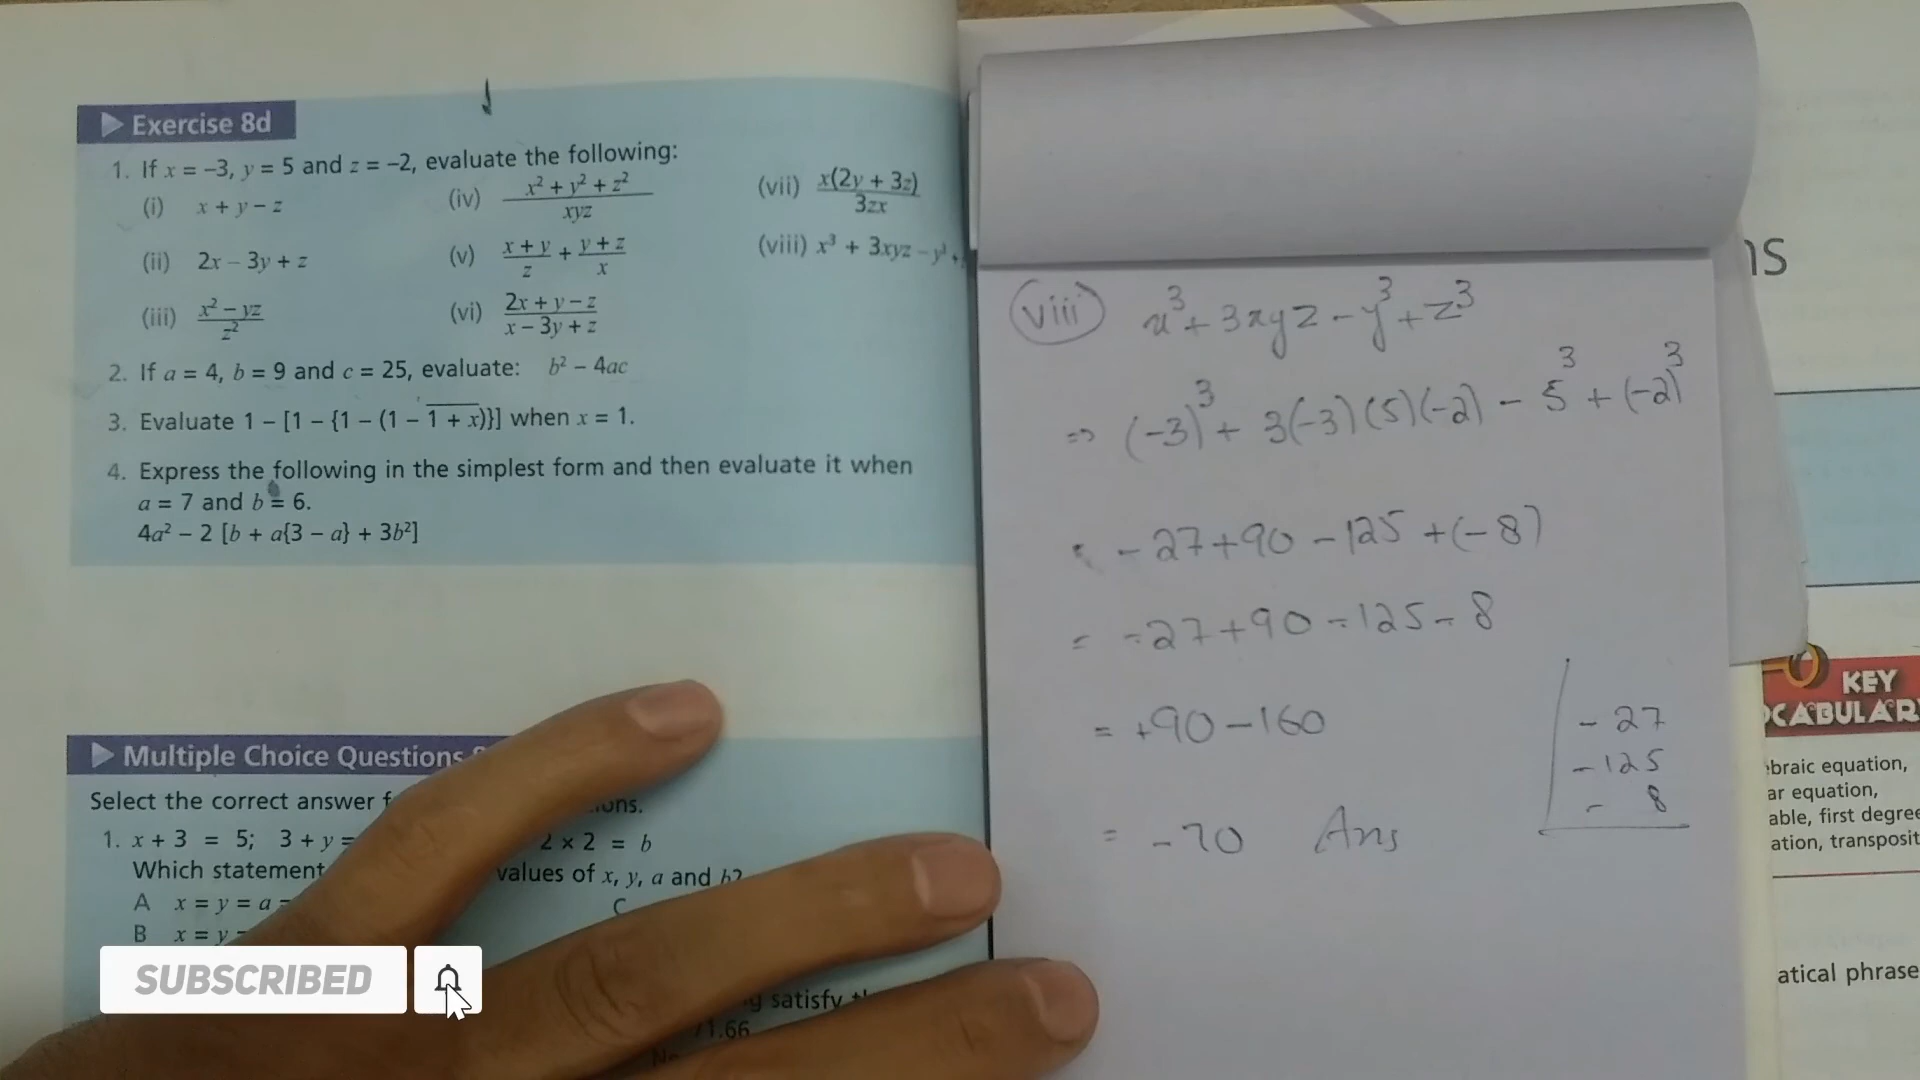 Exercise 8d
1. If x = –3, y = 5 and z = –2, evaluate the following:
(i) x + y – z
(ii) 2x – 3y + z
(iii) x² – yz / z²
(iv) x² + y² + z² / xyz
(v) x + y / z + y + z / x
(vi) 2x + y – z / x – 3y + z
(vii) x(2y + 3z) / 3zx
(viii) x³ + 3xyz – y³ +
2. If a = 4, b = 9 and c = 25, evaluate: b² – 4ac
3. Evaluate 1 – [1 – {1 – (1 – 1 + x)}] when x = 1.
4. Express the following in the simplest form and then evaluate it when
a = 7 and b = 6.
4a² – 2 [b + a{3 – a} + 3b²]
Multiple Choice Questions
Select the correct answer
1. x + 3 = 5; 3 + y = 2 × 2 = b
Which statement values of x, y, a and b?
A x = y = a =
C
B x = y =
satisfy
1.66
SUBSCRIBED
viii x³ + 3xyz – y³ + z³
⇒ (–3)³ + 3(–3)(5)(–2) – 5³ + (–2)³
= –27 + 90 – 125 + (–8)
= –27 + 90 – 125 – 8
= +90 – 160
= –70 Ans
– 27
– 125
– 8
KEY
ebraic equation,
ar equation,
able, first degree
ation, transposit
atical phrase